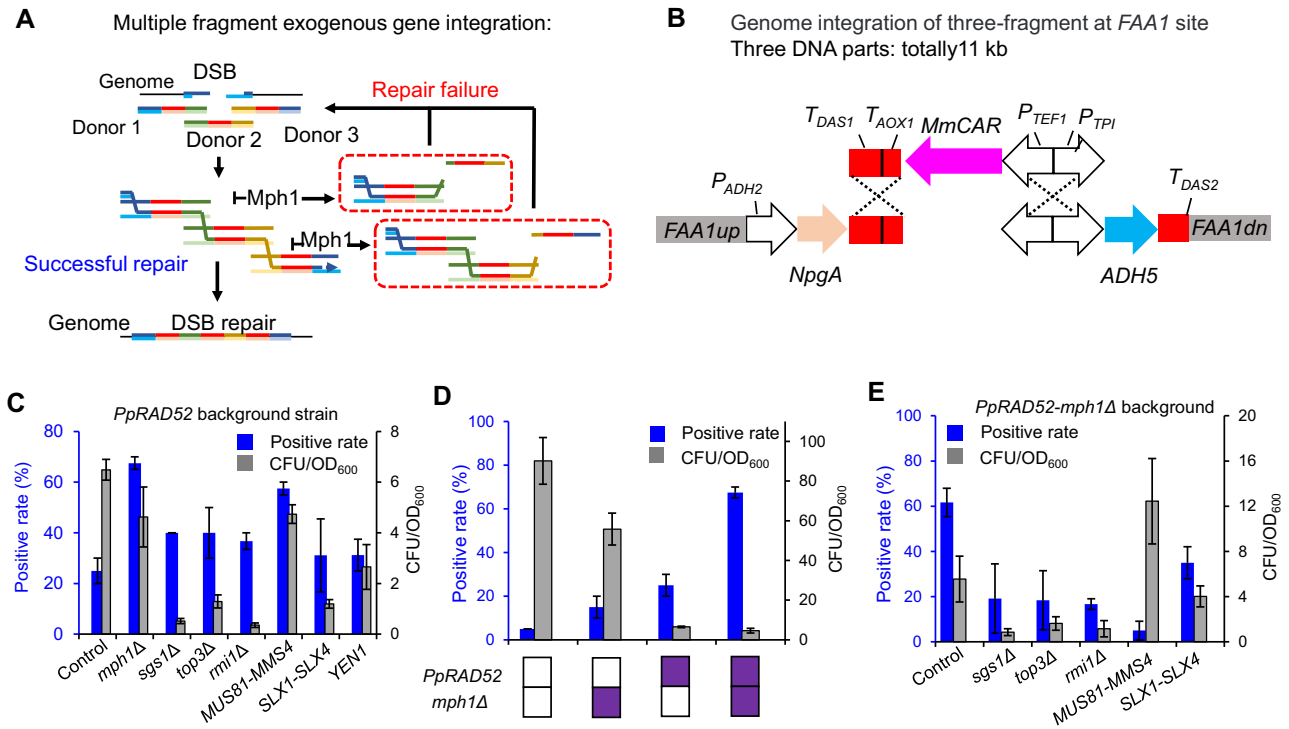 A
Multiple fragment exogenous gene integration:
Genome
DSB
Repair failure
Donor 1
Donor 2
Donor 3
Mph1
Mph1
Successful repair
Genome
DSB repair
B
Genome integration of three-fragment at FAA1 site
Three DNA parts: totally11 kb
TDAS1
TAOX1
MmCAR
PTEF1
PTPI
PADH2
TDAS2
FAA1up
FAA1dn
NpgA
ADH5
C
PpRAD52 background strain
Positive rate
CFU/OD600
Positive rate (%)
80
60
40
20
0
8
6
4
2
0
CFU/OD600
Control
mph1Δ
sgs1Δ
top3Δ
rmi1Δ
MUS81-MMS4
SLX1-SLX4
YEN1
D
Positive rate
CFU/OD600
Positive rate (%)
100
80
60
40
20
0
100
80
60
40
20
0
CFU/OD600
PpRAD52
mph1Δ
E
PpRAD52-mph1Δ background
Positive rate
CFU/OD600
Positive rate (%)
100
80
60
40
20
0
20
16
12
8
4
0
CFU/OD600
Control
sgs1Δ
top3Δ
rmi1Δ
MUS81-MMS4
SLX1-SLX4